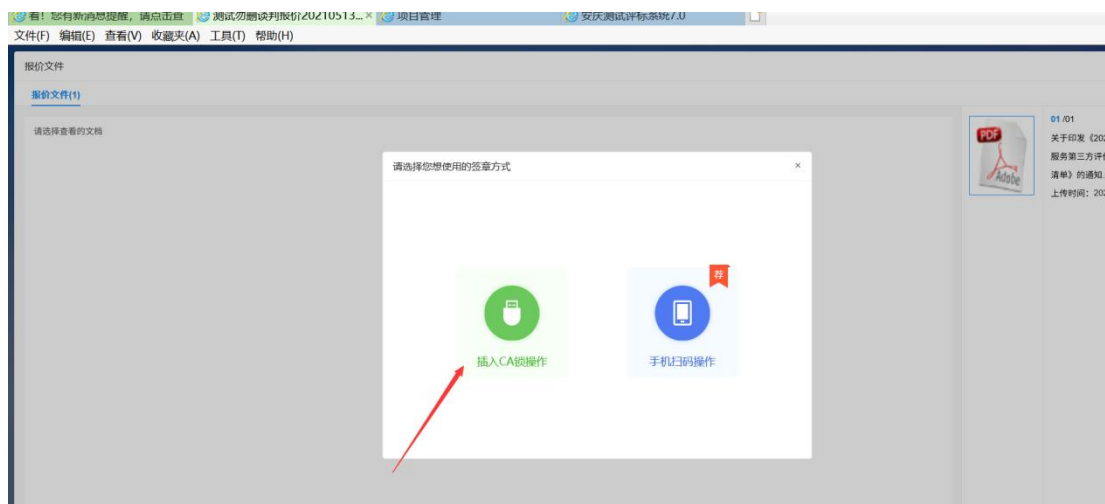 看！您有新消息提醒，请点击查 测试勿删谈判报价20210513... × 项目管理 安庆测试评标系统7.0
文件(F) 编辑(E) 查看(V) 收藏夹(A) 工具(T) 帮助(H)
报价文件
报价文件(1)
请选择查看的文档
请选择您想使用的签章方式 ×
荐
插入CA锁操作
手机扫码操作
PDF
Adobe
01 /01
关于印发《202
服务第三方评
清单》的通知.
上传时间：202